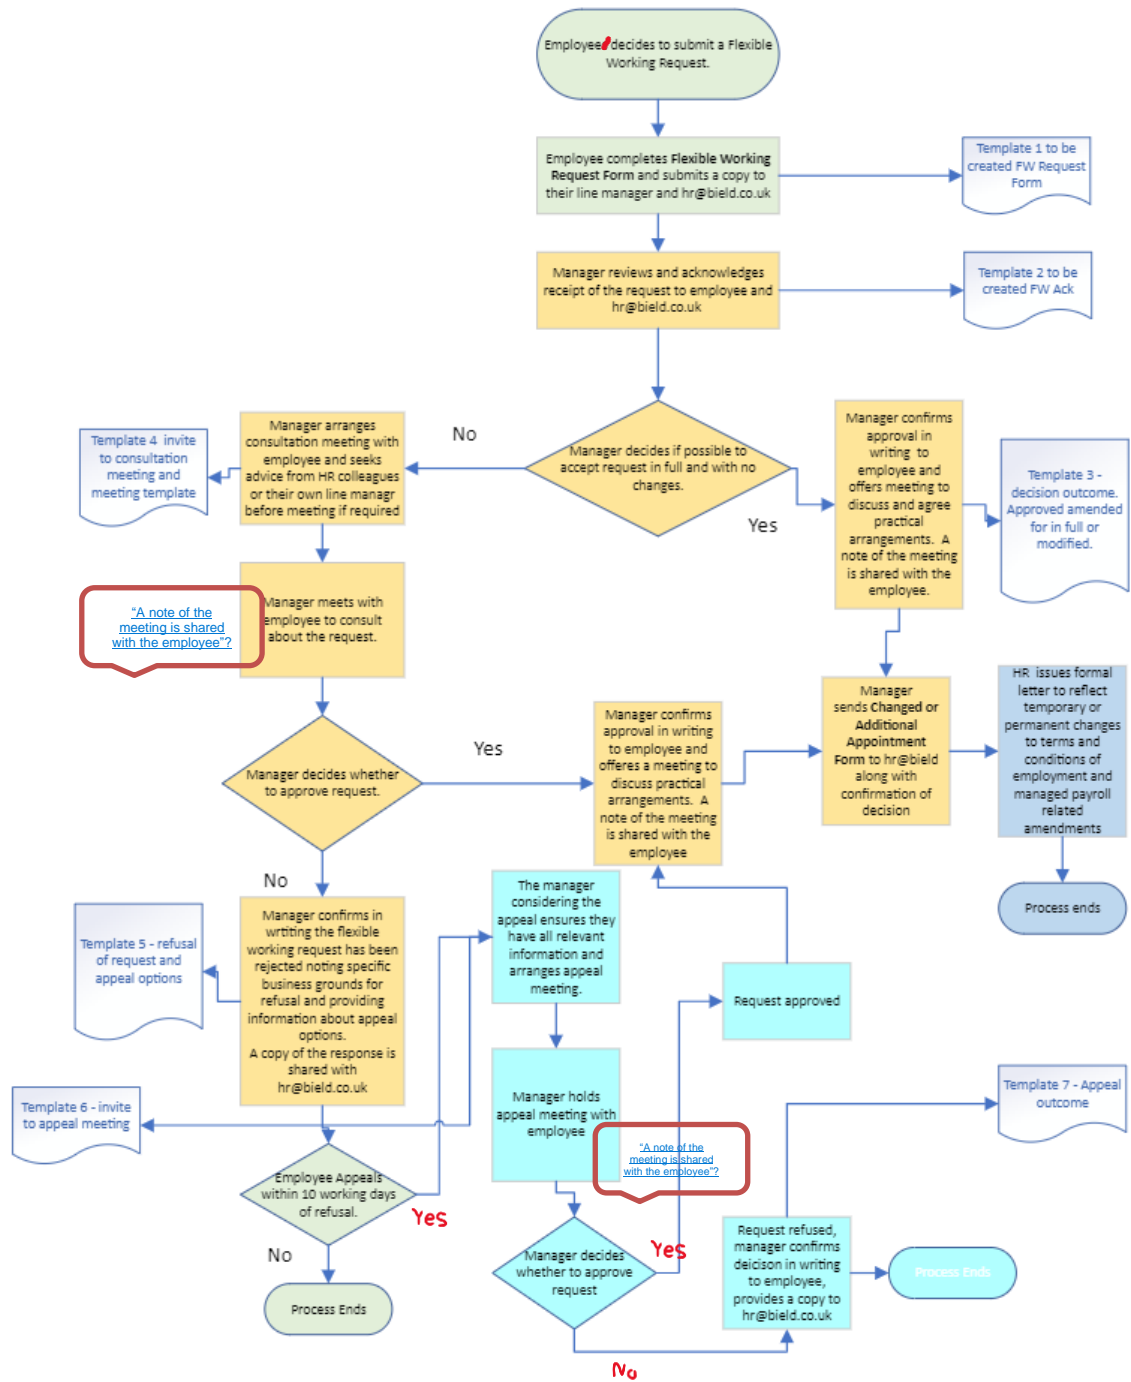 Employee decides to submit a Flexible
Working Request.
Employee completes Flexible Working
Request Form and submits a copy to
their line manager and hr@bield.co.uk
Template 1 to be
created FW Request
Form
Manager reviews and acknowledges
receipt of the request to employee and
hr@bield.co.uk
Template 2 to be
created FW Ack
Manager decides if possible to
accept request in full and with no
changes.
No
Yes
Manager arranges
consultation meeting with
employee and seeks
advice from HR colleagues
or their own line managr
before meeting if required
Template 4 invite
to consultation
meeting and
meeting template
Manager confirms
approval in
writing to
employee and
offers meeting to
discuss and agree
practical
arrangements. A
note of the meeting
is shared with the
employee.
Template 3 -
decision outcome.
Approved amended
for in full or
modified.
Manager meets with
employee to consult
about the request.
“A note of the
meeting is shared
with the employee”?
Manager decides whether
to approve request.
Yes
No
Manager confirms
approval in writing
to employee and
offeres a meeting to
discuss practical
arrangements. A
note of the meeting
is shared with the
employee
Manager
sends Changed or
Additional
Appointment
Form to hr@bield
along with
confirmation of
decision
HR issues formal
letter to reflect
temporary or
permanent changes
to terms and
conditions of
employment and
managed payroll
related
amendments
Process ends
Manager confirms in
wrtiting the flexible
working request has been
rejected noting specific
business grounds for
refusal and providing
information about appeal
options.
A copy of the response is
shared with
hr@bield.co.uk
Template 5 - refusal
of request and
appeal options
Template 6 - invite
to appeal meeting
Employee Appeals
within 10 working days
of refusal.
Yes
No
Process Ends
The manager
considering the
appeal ensures they
have all relevant
information and
arranges appeal
meeting.
Manager holds
appeal meeting with
employee
“A note of the
meeting is shared
with the employee”?
Manager decides
whether to approve
request
Yes
No
Request approved
Request refused,
manager confirms
deicison in writing
to employee,
provides a copy to
hr@bield.co.uk
Template 7 - Appeal
outcome
Process Ends